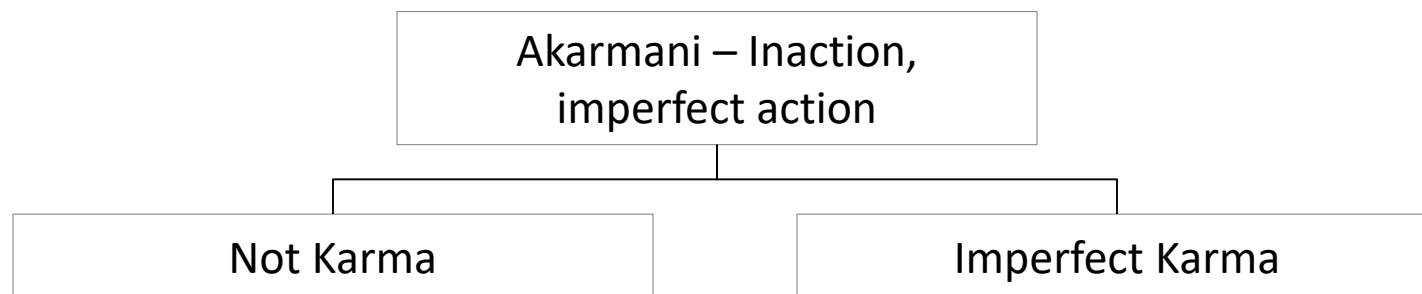 Akarmani – Inaction,
imperfect action
Not Karma
Imperfect Karma